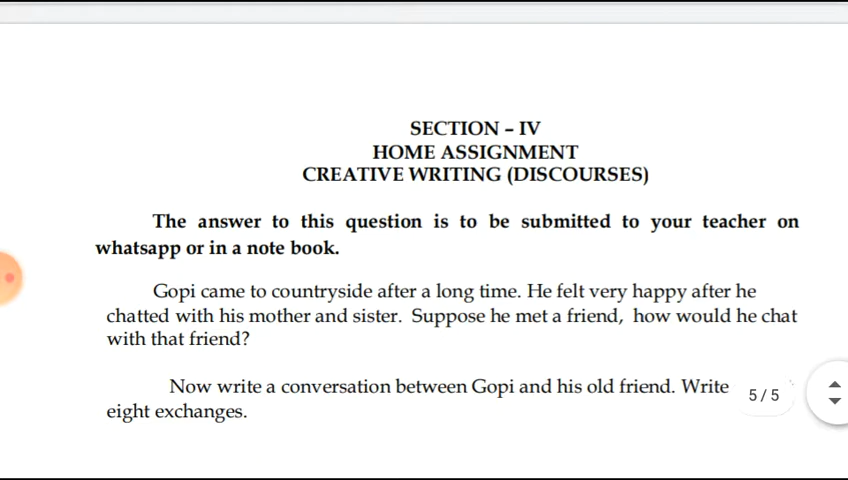 SECTION – IV
HOME ASSIGNMENT
CREATIVE WRITING (DISCOURSES)
The answer to this question is to be submitted to your teacher on
whatsapp or in a note book.
Gopi came to countryside after a long time. He felt very happy after he
chatted with his mother and sister. Suppose he met a friend, how would he chat
with that friend?
Now write a conversation between Gopi and his old friend. Write
eight exchanges.
5 / 5